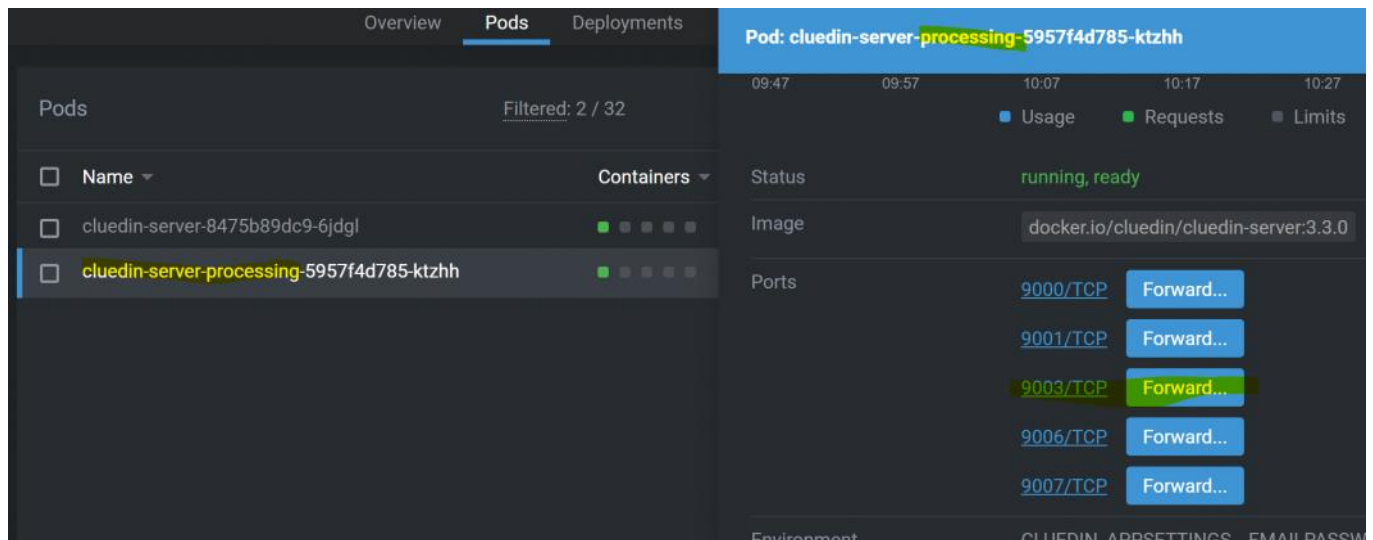 Overview Pods Deployments
Pods Filtered: 2 / 32
Name Containers
cluedin-server-8475b89dc9-6jdgl
cluedin-server-processing-5957f4d785-ktzhh
Pod: cluedin-server-processing-5957f4d785-ktzhh
09:47 09:57 10:07 10:17 10:27
Usage Requests Limits
Status running, ready
Image docker.io/cluedin/cluedin-server:3.3.0
Ports 9000/TCP Forward...
9001/TCP Forward...
9003/TCP Forward...
9006/TCP Forward...
9007/TCP Forward...
Environment CLUEDIN_APPSETTINGS__EMAILPASSW